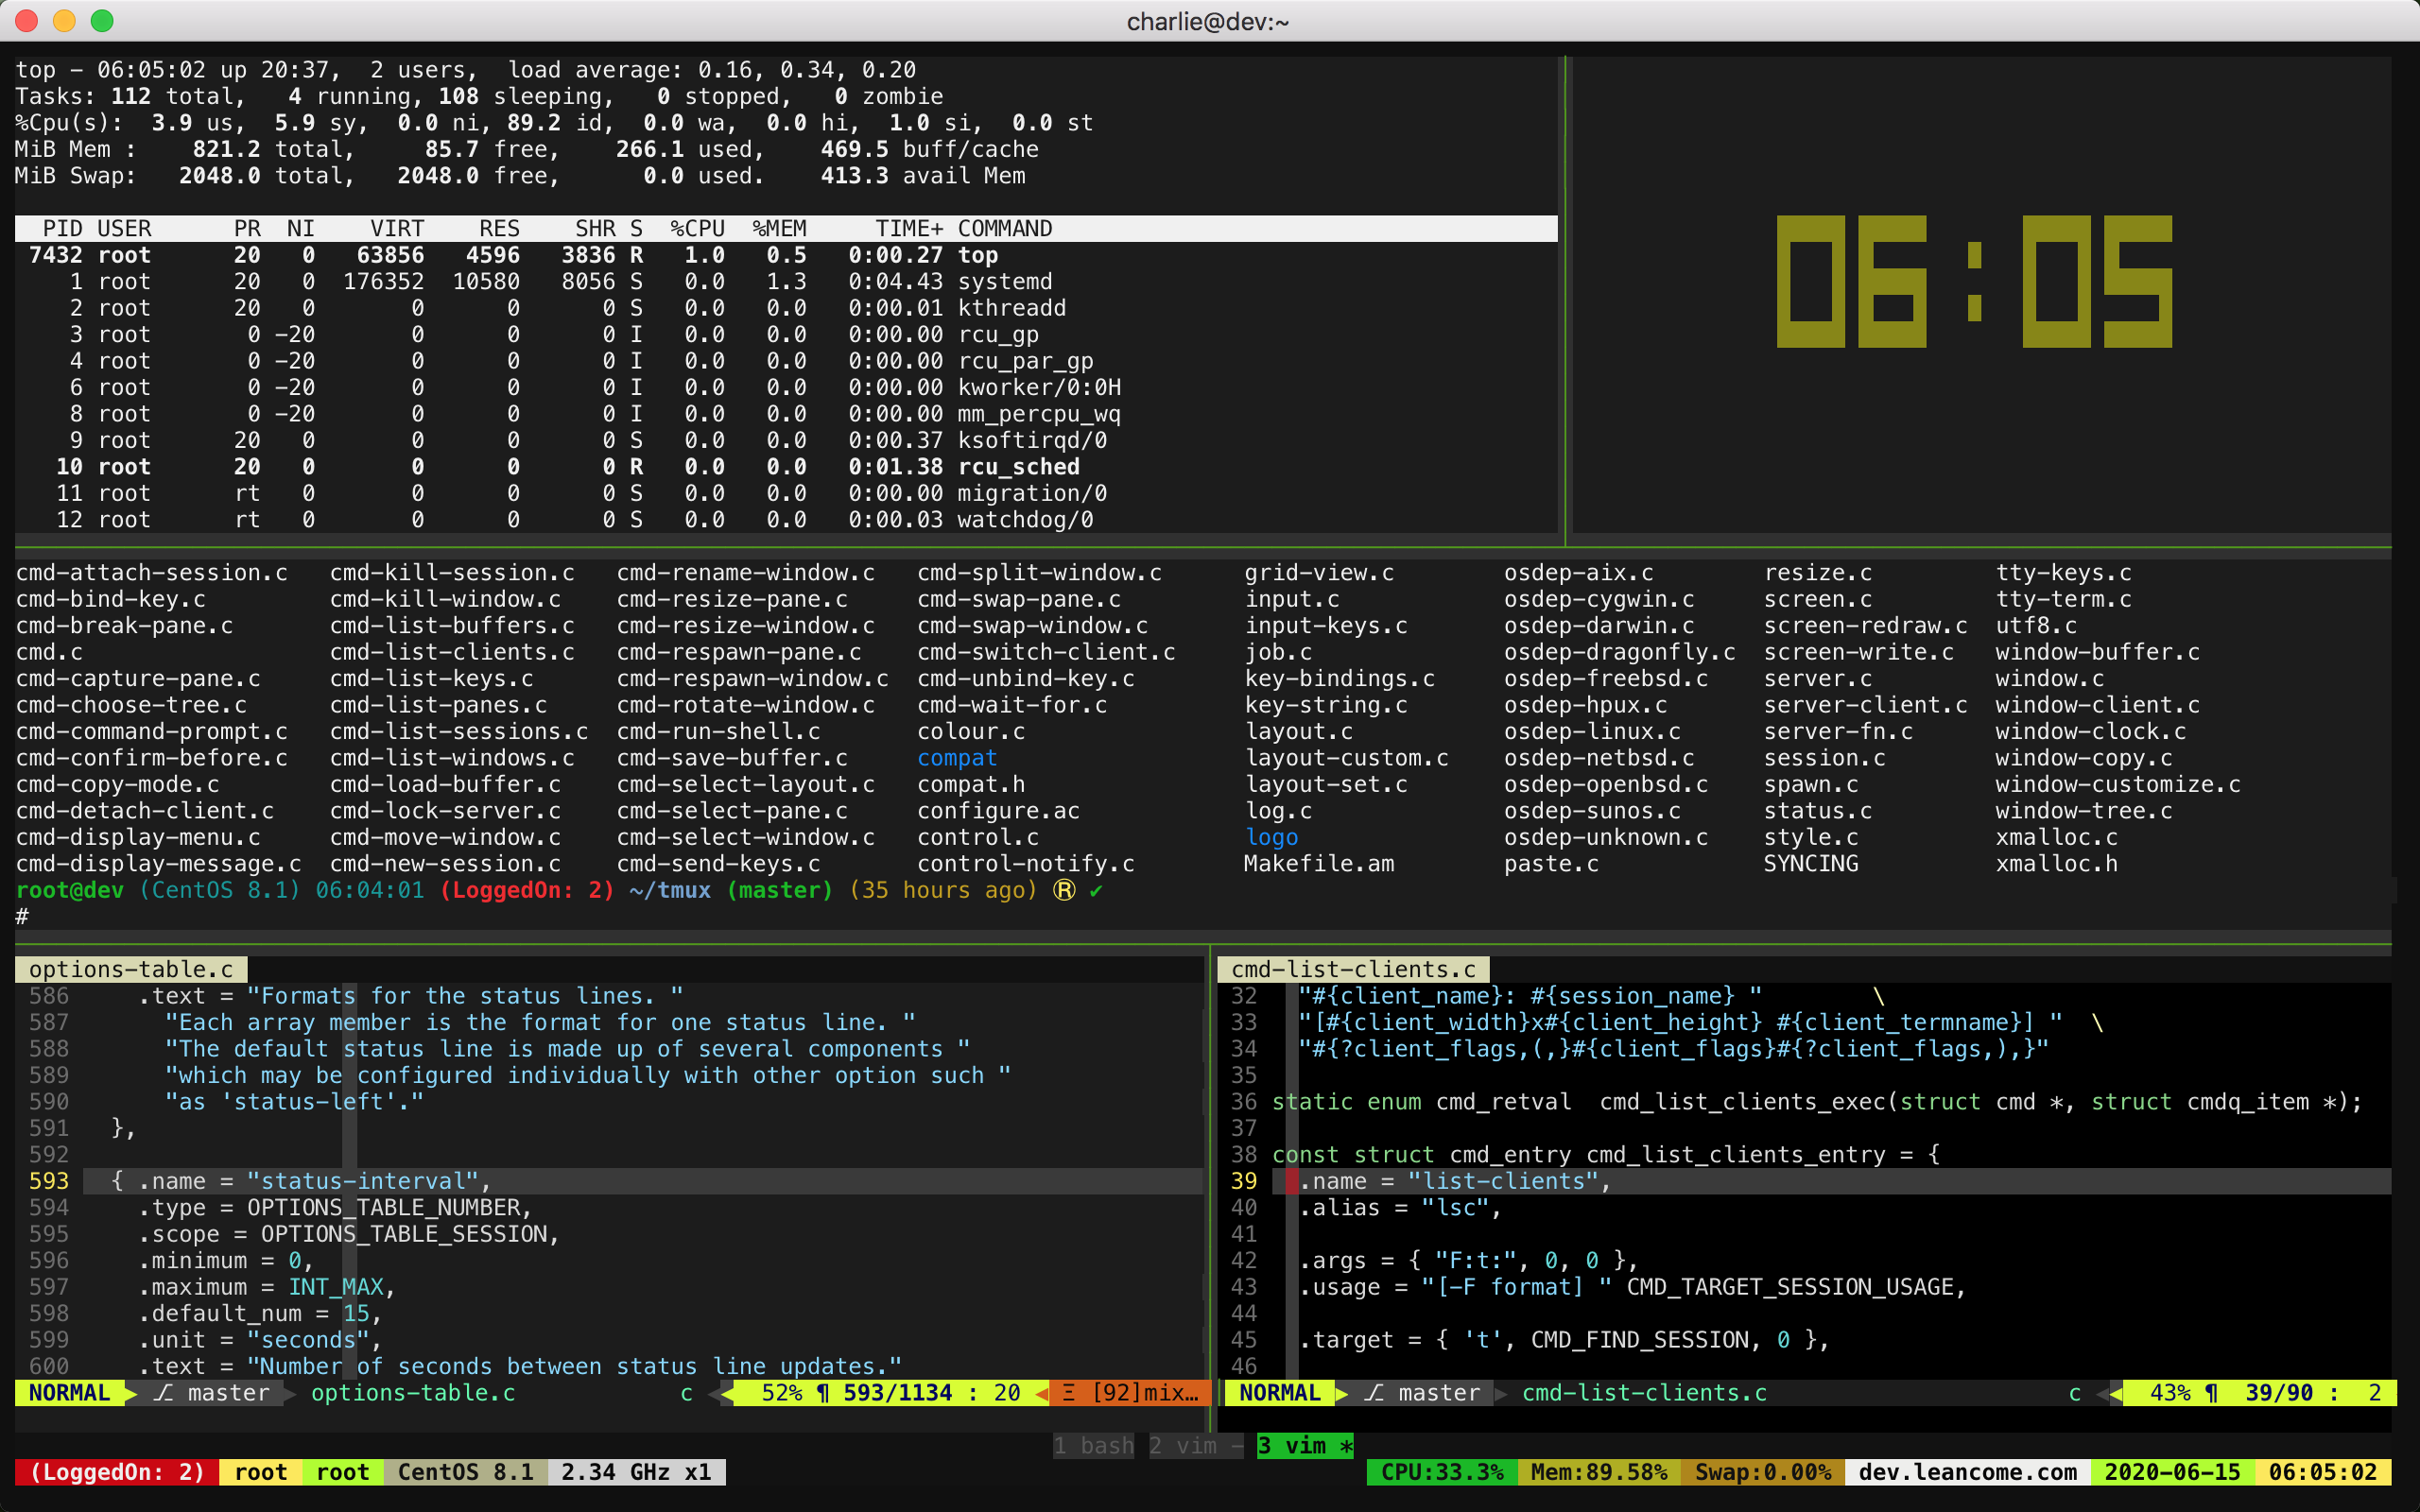 charlie@dev:~
top - 06:05:02 up 20:37,  2 users,  load average: 0.16, 0.34, 0.20
Tasks: 112 total,   4 running, 108 sleeping,   0 stopped,   0 zombie
%Cpu(s):  3.9 us,  5.9 sy,  0.0 ni, 89.2 id,  0.0 wa,  0.0 hi,  1.0 si,  0.0 st
MiB Mem :    821.2 total,     85.7 free,    266.1 used,    469.5 buff/cache
MiB Swap:   2048.0 total,   2048.0 free,      0.0 used.    413.3 avail Mem
PID USER      PR  NI    VIRT    RES    SHR S  %CPU  %MEM     TIME+ COMMAND
7432 root      20   0   63856   4596   3836 R   1.0   0.5   0:00.27 top
1 root      20   0  176352  10580   8056 S   0.0   1.3   0:04.43 systemd
2 root      20   0       0      0      0 S   0.0   0.0   0:00.01 kthreadd
3 root       0 -20       0      0      0 I   0.0   0.0   0:00.00 rcu_gp
4 root       0 -20       0      0      0 I   0.0   0.0   0:00.00 rcu_par_gp
6 root       0 -20       0      0      0 I   0.0   0.0   0:00.00 kworker/0:0H
8 root       0 -20       0      0      0 I   0.0   0.0   0:00.00 mm_percpu_wq
9 root      20   0       0      0      0 S   0.0   0.0   0:00.37 ksoftirqd/0
10 root      20   0       0      0      0 R   0.0   0.0   0:01.38 rcu_sched
11 root      rt   0       0      0      0 S   0.0   0.0   0:00.00 migration/0
12 root      rt   0       0      0      0 S   0.0   0.0   0:00.03 watchdog/0
06:05
cmd-attach-session.c   cmd-kill-session.c   cmd-rename-window.c   cmd-split-window.c   grid-view.c   osdep-aix.c   resize.c   tty-keys.c
cmd-bind-key.c   cmd-kill-window.c   cmd-resize-pane.c   cmd-swap-pane.c   input.c   osdep-cygwin.c   screen.c   tty-term.c
cmd-break-pane.c   cmd-list-buffers.c   cmd-resize-window.c   cmd-swap-window.c   input-keys.c   osdep-darwin.c   screen-redraw.c   utf8.c
cmd.c   cmd-list-clients.c   cmd-respawn-pane.c   cmd-switch-client.c   job.c   osdep-dragonfly.c   screen-write.c   window-buffer.c
cmd-capture-pane.c   cmd-list-keys.c   cmd-respawn-window.c   cmd-unbind-key.c   key-bindings.c   osdep-freebsd.c   server.c   window.c
cmd-choose-tree.c   cmd-list-panes.c   cmd-rotate-window.c   cmd-wait-for.c   key-string.c   osdep-hpux.c   server-client.c   window-client.c
cmd-command-prompt.c   cmd-list-sessions.c   cmd-run-shell.c   colour.c   layout.c   osdep-linux.c   server-fn.c   window-clock.c
cmd-confirm-before.c   cmd-list-windows.c   cmd-save-buffer.c   compat   layout-custom.c   osdep-netbsd.c   session.c   window-copy.c
cmd-copy-mode.c   cmd-load-buffer.c   cmd-select-layout.c   compat.h   layout-set.c   osdep-openbsd.c   spawn.c   window-customize.c
cmd-detach-client.c   cmd-lock-server.c   cmd-select-pane.c   configure.ac   log.c   osdep-sunos.c   status.c   window-tree.c
cmd-display-menu.c   cmd-move-window.c   cmd-select-window.c   control.c   logo   osdep-unknown.c   style.c   xmalloc.c
cmd-display-message.c   cmd-new-session.c   cmd-send-keys.c   control-notify.c   Makefile.am   paste.c   SYNCING   xmalloc.h
root@dev (CentOS 8.1) 06:04:01 (LoggedOn: 2) ~/tmux (master) (35 hours ago) Ⓡ ✔
#
options-table.c
586     .text = "Formats for the status lines. "
587       "Each array member is the format for one status line. "
588       "The default status line is made up of several components "
589       "which may be configured individually with other option such "
590       "as 'status-left'."
591   },
592
593   { .name = "status-interval",
594     .type = OPTIONS_TABLE_NUMBER,
595     .scope = OPTIONS_TABLE_SESSION,
596     .minimum = 0,
597     .maximum = INT_MAX,
598     .default_num = 15,
599     .unit = "seconds",
600     .text = "Number of seconds between status line updates."
NORMAL  ⎇ master  options-table.c   c   52% ¶ 593/1134 : 20  Ξ [92]mix…
cmd-list-clients.c
32   "#{client_name}: #{session_name} "        \
33   "[#{client_width}x#{client_height} #{client_termname}] "  \
34   "#{?client_flags,(,}#{client_flags}#{?client_flags,),}"
35
36 static enum cmd_retval  cmd_list_clients_exec(struct cmd *, struct cmdq_item *);
37
38 const struct cmd_entry cmd_list_clients_entry = {
39   .name = "list-clients",
40   .alias = "lsc",
41
42   .args = { "F:t:", 0, 0 },
43   .usage = "[-F format] " CMD_TARGET_SESSION_USAGE,
44
45   .target = { 't', CMD_FIND_SESSION, 0 },
46
NORMAL  ⎇ master  cmd-list-clients.c   c   43% ¶  39/90 :  2
1 bash 2 vim - 3 vim *
(LoggedOn: 2)  root  root  CentOS 8.1  2.34 GHz x1   CPU:33.3%  Mem:89.58%  Swap:0.00%  dev.leancome.com  2020-06-15  06:05:02